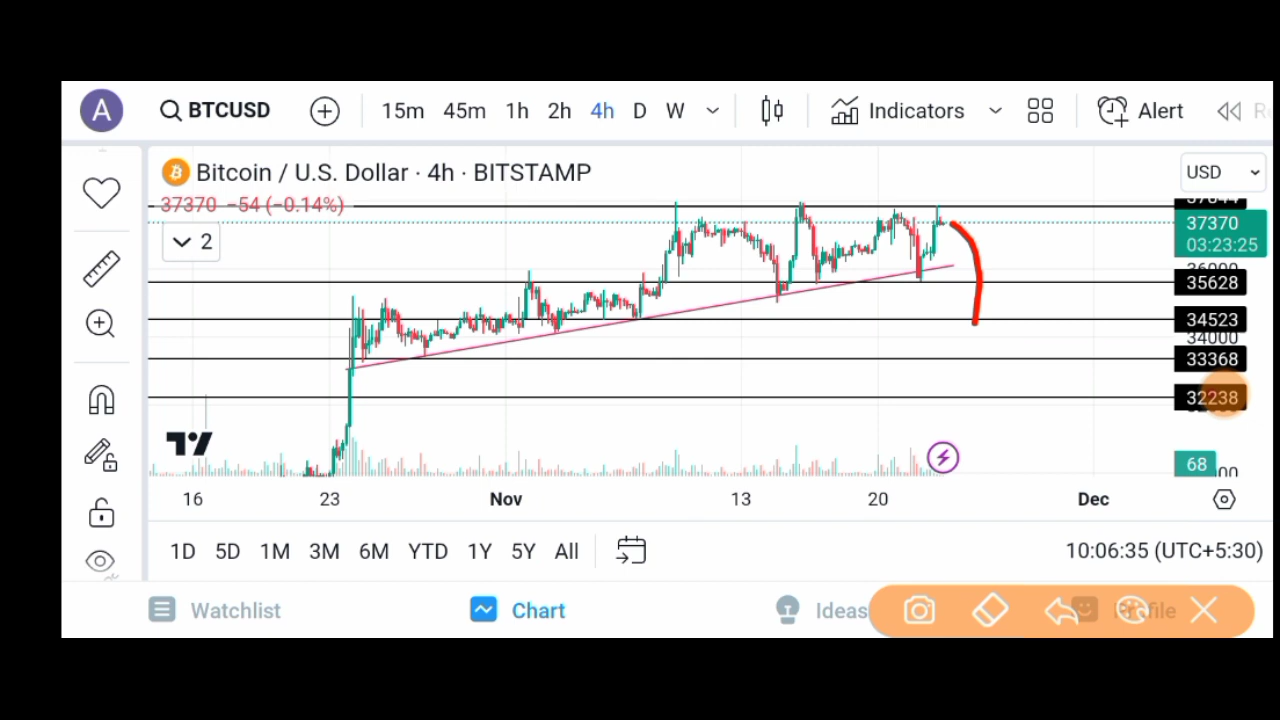 A BTCUSD 15m 45m 1h 2h 4h D W Indicators Alert
Bitcoin / U.S. Dollar · 4h · BITSTAMP USD
37370 −54 (−0.14%)
37370
03:23:25
2
35628
34523
34000
33368
32238
68
16 23 Nov 13 20 Dec
1D 5D 1M 3M 6M YTD 1Y 5Y All 10:06:35 (UTC+5:30)
Watchlist Chart Ideas Profile